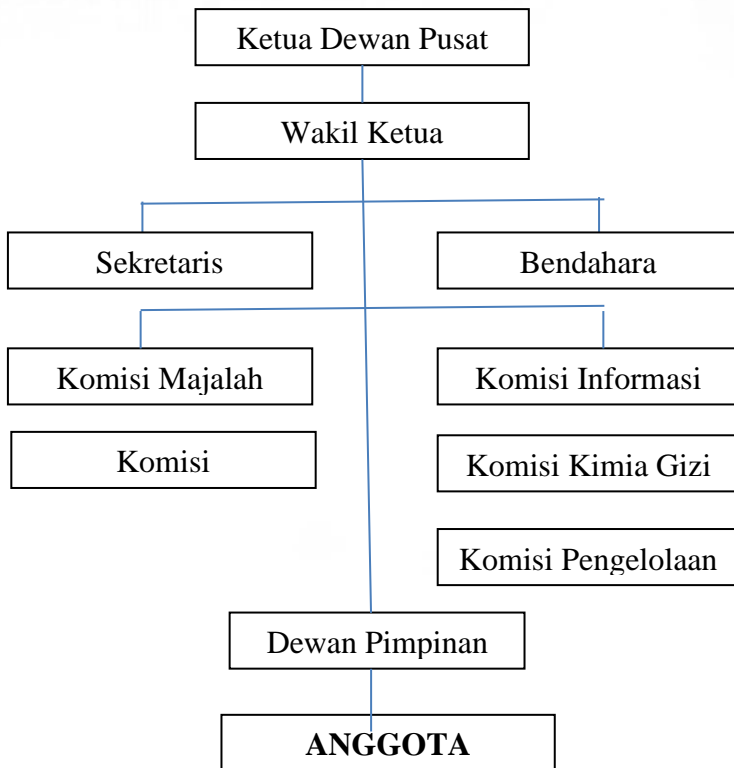 Ketua Dewan Pusat
Wakil Ketua
Sekretaris
Bendahara
Komisi Majalah
Komisi Informasi
Komisi
Komisi Kimia Gizi
Komisi Pengelolaan
Dewan Pimpinan
ANGGOTA